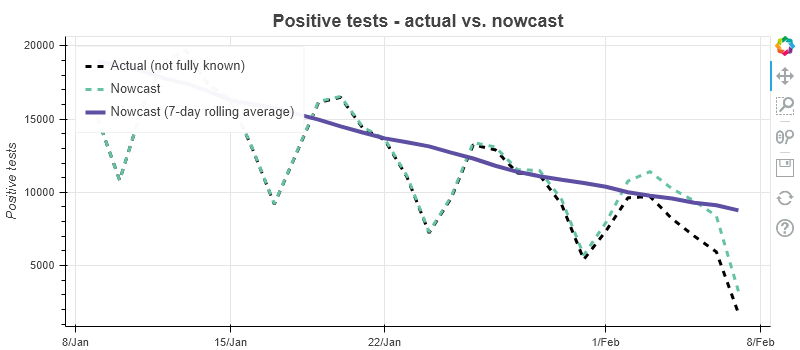 Positive tests - actual vs. nowcast
20000
15000
10000
5000
Positive tests
Actual (not fully known)
Nowcast
Nowcast (7-day rolling average)
8/Jan
15/Jan
22/Jan
1/Feb
8/Feb